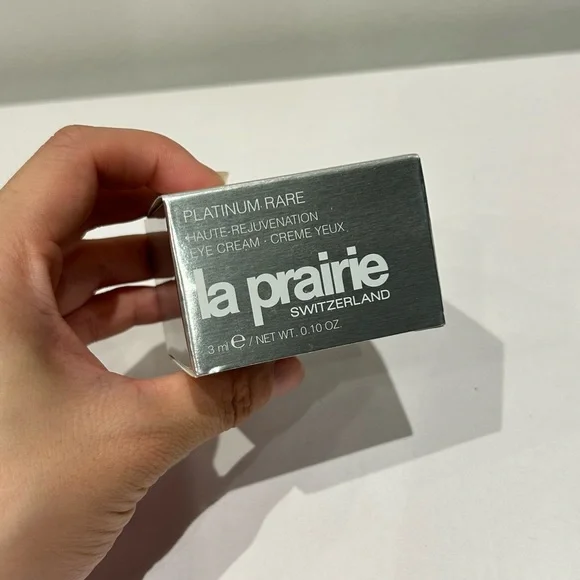 PLATINUM RARE
HAUTE-REJUVENATION
EYE CREAM · CREME YEUX
la prairie
SWITZERLAND
3 ml ℮ / NET WT. 0.10 OZ